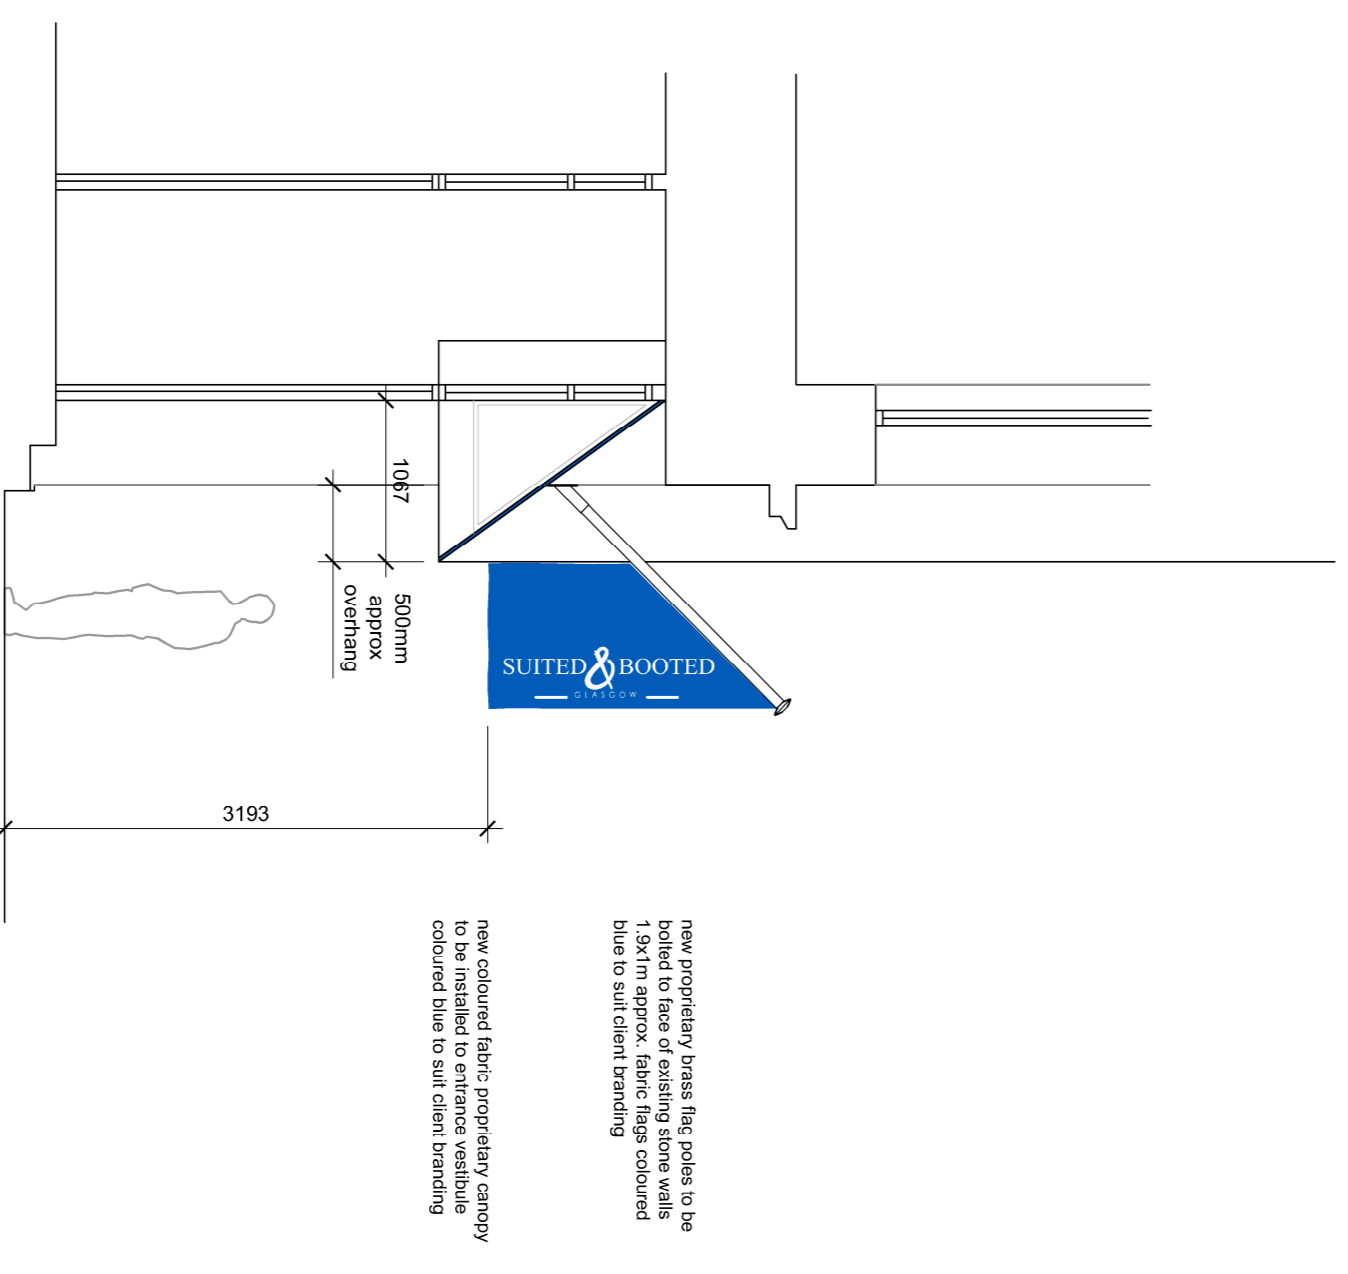 1067
500mm
approx
overhang
SUITED & BOOTED
GLASGOW
3193
new proprietary brass flag poles to be
bolted to face of existing stone walls
1.9x1m approx. fabric flags coloured
blue to suit client branding
new coloured fabric proprietary canopy
to be installed to entrance vestibule
coloured blue to suit client branding